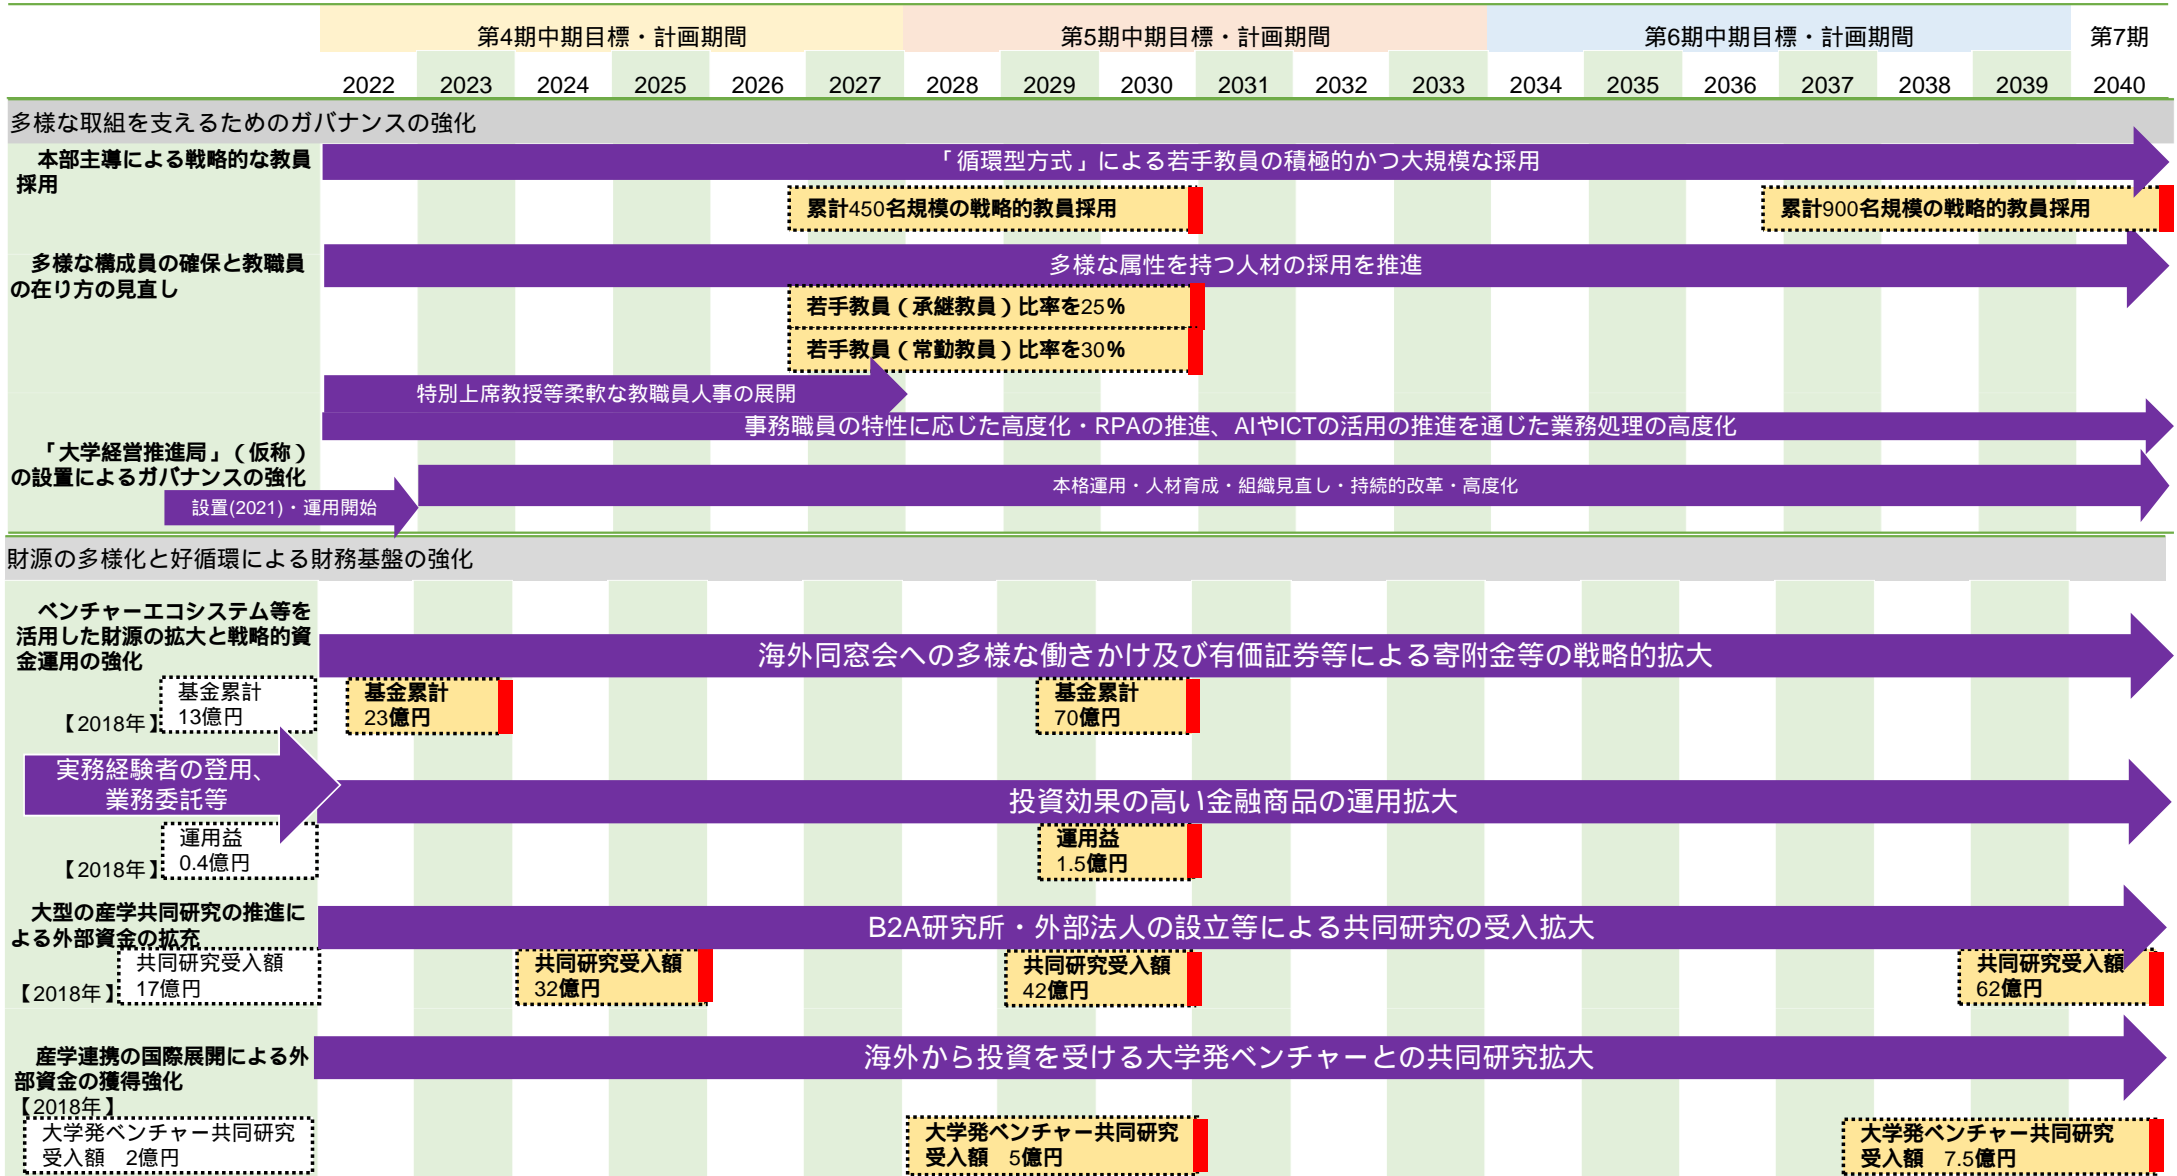 第4期中期目標・計画期間 第5期中期目標・計画期間 第6期中期目標・計画期間 第7期
2022 2023 2024 2025 2026 2027 2028 2029 2030 2031 2032 2033 2034 2035 2036 2037 2038 2039 2040
多様な取組を支えるためのガバナンスの強化
本部主導による戦略的な教員
採用
「循環型方式」による若手教員の積極的かつ大規模な採用
累計450名規模の戦略的教員採用
累計900名規模の戦略的教員採用
多様な構成員の確保と教職員
の在り方の見直し
多様な属性を持つ人材の採用を推進
若手教員(承継教員)比率を25%
若手教員(常勤教員)比率を30%
特別上席教授等柔軟な教職員人事の展開
事務職員の特性に応じた高度化・RPAの推進、AIやICTの活用の推進を通じた業務処理の高度化
「大学経営推進局」(仮称)
の設置によるガバナンスの強化
設置(2021)・運用開始
本格運用・人材育成・組織見直し・持続的改革・高度化
財源の多様化と好循環による財務基盤の強化
ベンチャーエコシステム等を
活用した財源の拡大と戦略的資
金運用の強化
海外同窓会への多様な働きかけ及び有価証券等による寄附金等の戦略的拡大
【2018年】
基金累計
13億円
基金累計
23億円
基金累計
70億円
実務経験者の登用、
業務委託等
投資効果の高い金融商品の運用拡大
【2018年】
運用益
0.4億円
運用益
1.5億円
大型の産学共同研究の推進に
よる外部資金の拡充
B2A研究所・外部法人の設立等による共同研究の受入拡大
【2018年】
共同研究受入額
17億円
共同研究受入額
32億円
共同研究受入額
42億円
共同研究受入額
62億円
産学連携の国際展開による外
部資金の獲得強化
海外から投資を受ける大学発ベンチャーとの共同研究拡大
【2018年】
大学発ベンチャー共同研究
受入額 2億円
大学発ベンチャー共同研究
受入額 5億円
大学発ベンチャー共同研究
受入額 7.5億円